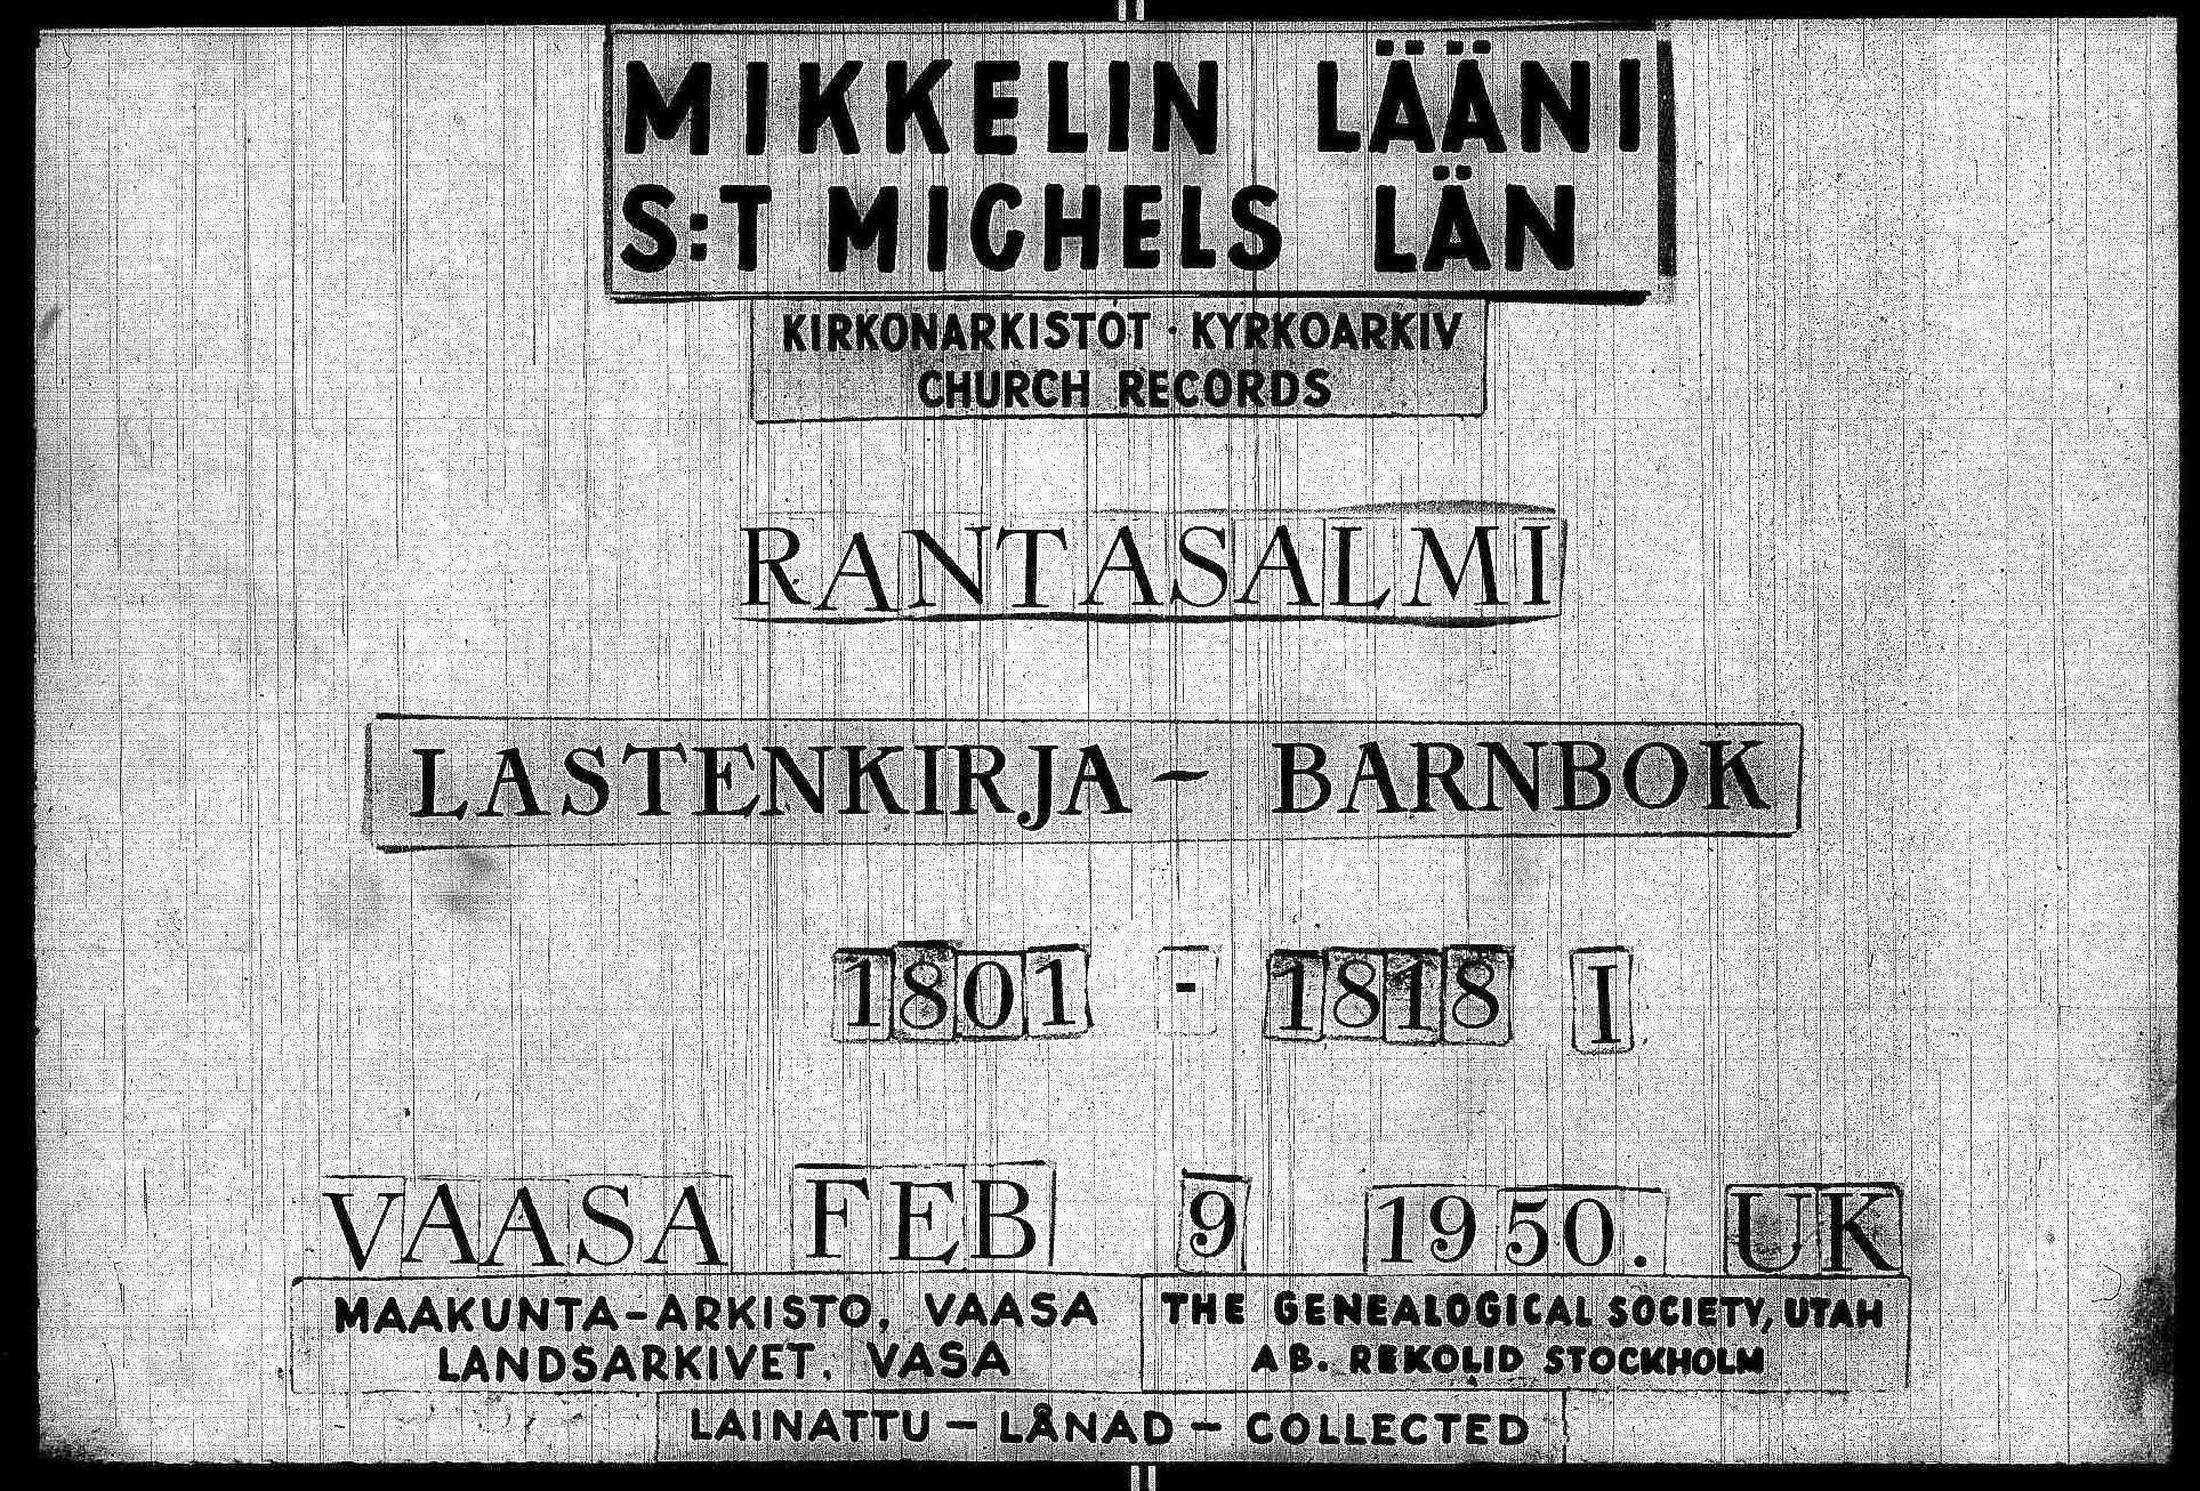 MIKKELIN LÄÄNI
S:T MICHELS LÄN
KIRKONARKISTOT · KYRKOARKIV
CHURCH RECORDS
RANTASALMI
LASTENKIRJA - BARNBOK
1801 - 1818 I
VAASA FEB 9 1950. UK
MAAKUNTA-ARKISTO, VAASA
LANDSARKIVET, VASA
THE GENEALOGICAL SOCIETY, UTAH
AB. REKOLID STOCKHOLM
LAINATTU - LÅNAD - COLLECTED